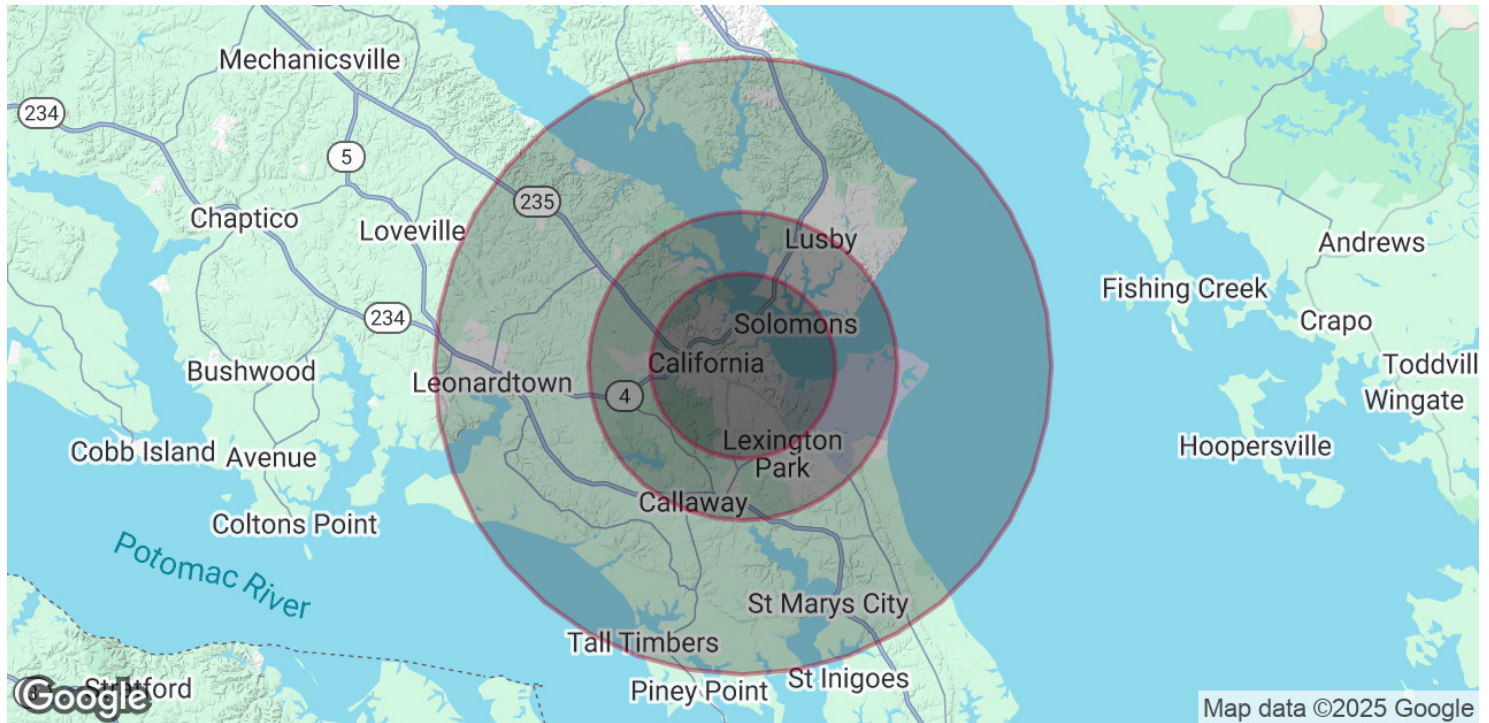 Mechanicsville
234
5
235
Chaptico
Loveville
Lusby
Andrews
Fishing Creek
234
Solomons
Crapo
California
Toddvill
Bushwood
Leonardtown
4
Wingate
Cobb Island
Avenue
Lexington
Park
Hoopersville
Callaway
Coltons Point
Potomac River
St Marys City
Tall Timbers
St Inigoes
Piney Point
Stratford
Google
Map data ©2025 Google